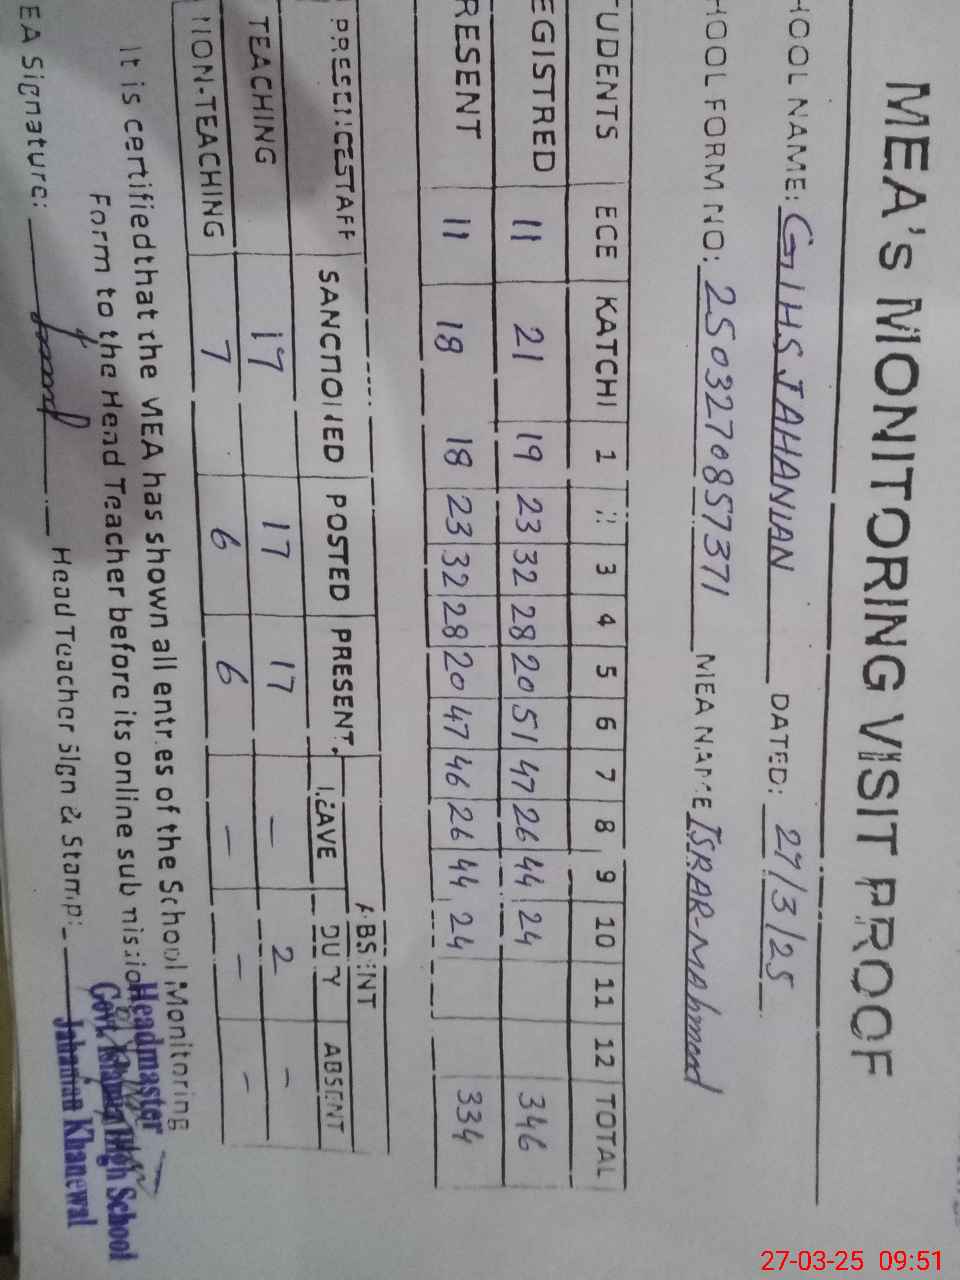 MEA's MONITORING VISIT PROOF
HOOL NAME: GIHS JAHANIAN DATED: 27/3/25
HOOL FORM NO: 2503270857371 MEA NAME ISRAR-Mahmood
TUDENTS ECE KATCHI 1 2 3 4 5 6 7 8 9 10 11 12 TOTAL
EGISTRED 11 21 19 23 32 28 20 51 47 26 44 24 346
RESENT 11 18 18 23 32 28 20 47 46 26 44 24 334
ABSENT
PRESENCESTAFF SANCTIONED POSTED PRESENT LEAVE DUTY ABSENT
TEACHING 17 17 17 - 2 -
NON-TEACHING 7 6 6 - - -
It is certified that the MEA has shown all entries of the School Monitoring
Form to the Head Teacher before its online submission
EA Signature: Head Teacher Sign & Stamp:
Headmaster
Govt. Islamia High School
Jahanian Khanewal
27-03-25 09:51